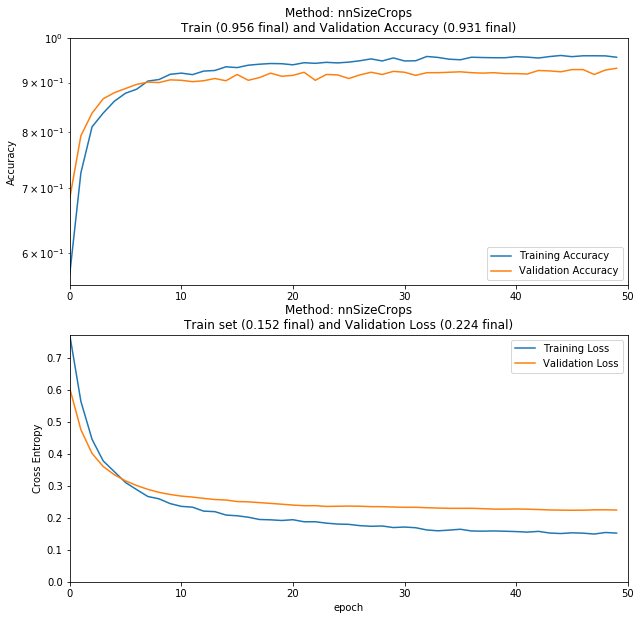 Method: nnSizeCrops
Train (0.956 final) and Validation Accuracy (0.931 final)
10⁰
9 × 10⁻¹
8 × 10⁻¹
7 × 10⁻¹
6 × 10⁻¹
Accuracy
Training Accuracy
Validation Accuracy
0 10 20 30 40 50
Method: nnSizeCrops
Train set (0.152 final) and Validation Loss (0.224 final)
0.7
0.6
0.5
0.4
0.3
0.2
0.1
0.0
Cross Entropy
Training Loss
Validation Loss
0 10 20 30 40 50
epoch